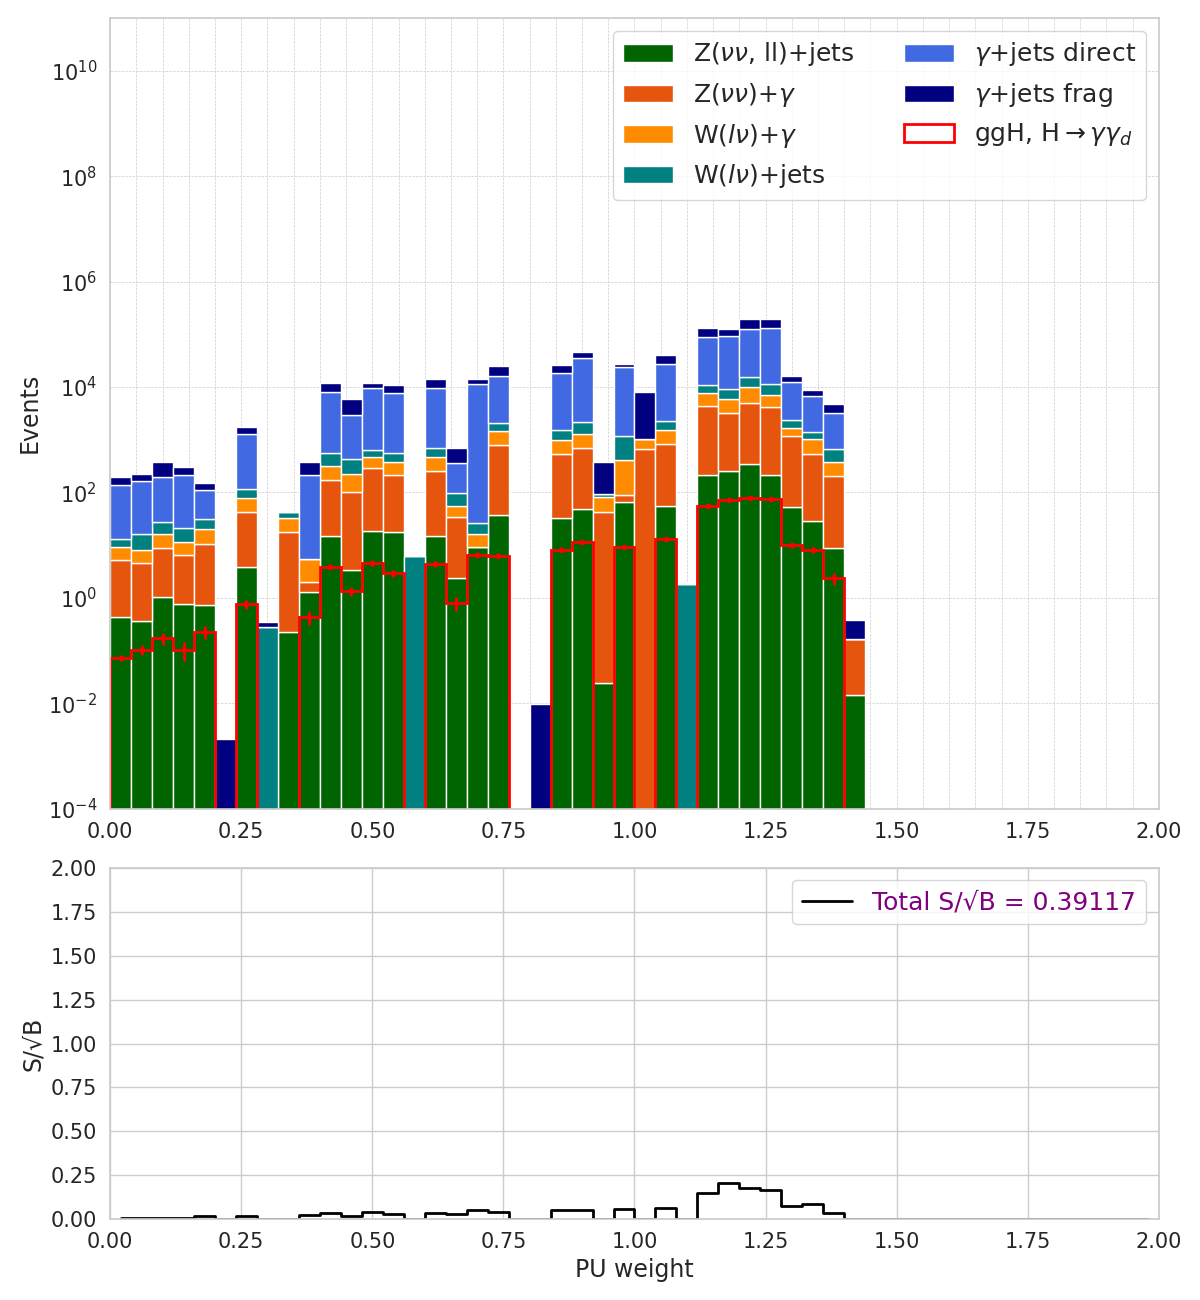 Z(νν, ll)+jets
Z(νν)+γ
W(lν)+γ
W(lν)+jets
γ+jets direct
γ+jets frag
ggH, H→γγ_d
Events
10^10
10^8
10^6
10^4
10^2
10^0
10^−2
10^−4
0.00 0.25 0.50 0.75 1.00 1.25 1.50 1.75 2.00
Total S/√B = 0.39117
S/√B
2.00
1.75
1.50
1.25
1.00
0.75
0.50
0.25
0.00
0.00 0.25 0.50 0.75 1.00 1.25 1.50 1.75 2.00
PU weight